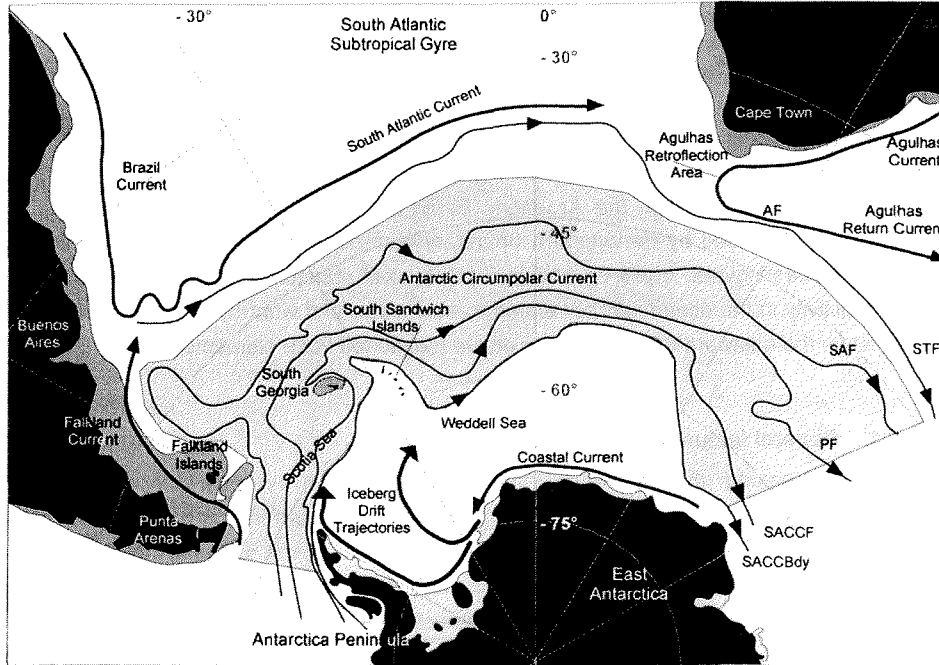 - 30°
South Atlantic
Subtropical Gyre
0°
- 30°
Cape Town
South Atlantic Current
Agulhas
Retroflection
Area
Agulhas
Current
Brazil
Current
AF
Agulhas
Return Current
- 45°
Antarctic Circumpolar Current
South Sandwich
Islands
Buenos
Aires
South
Georgia
SAF
STF
- 60°
Falkland
Current
Falkland
Islands
Weddell Sea
Scotia Sea
PF
Coastal Current
Iceberg
Drift
Trajectories
Punta
Arenas
- 75°
SACCF
SACCBdy
East
Antarctica
Antarctica Peninsula